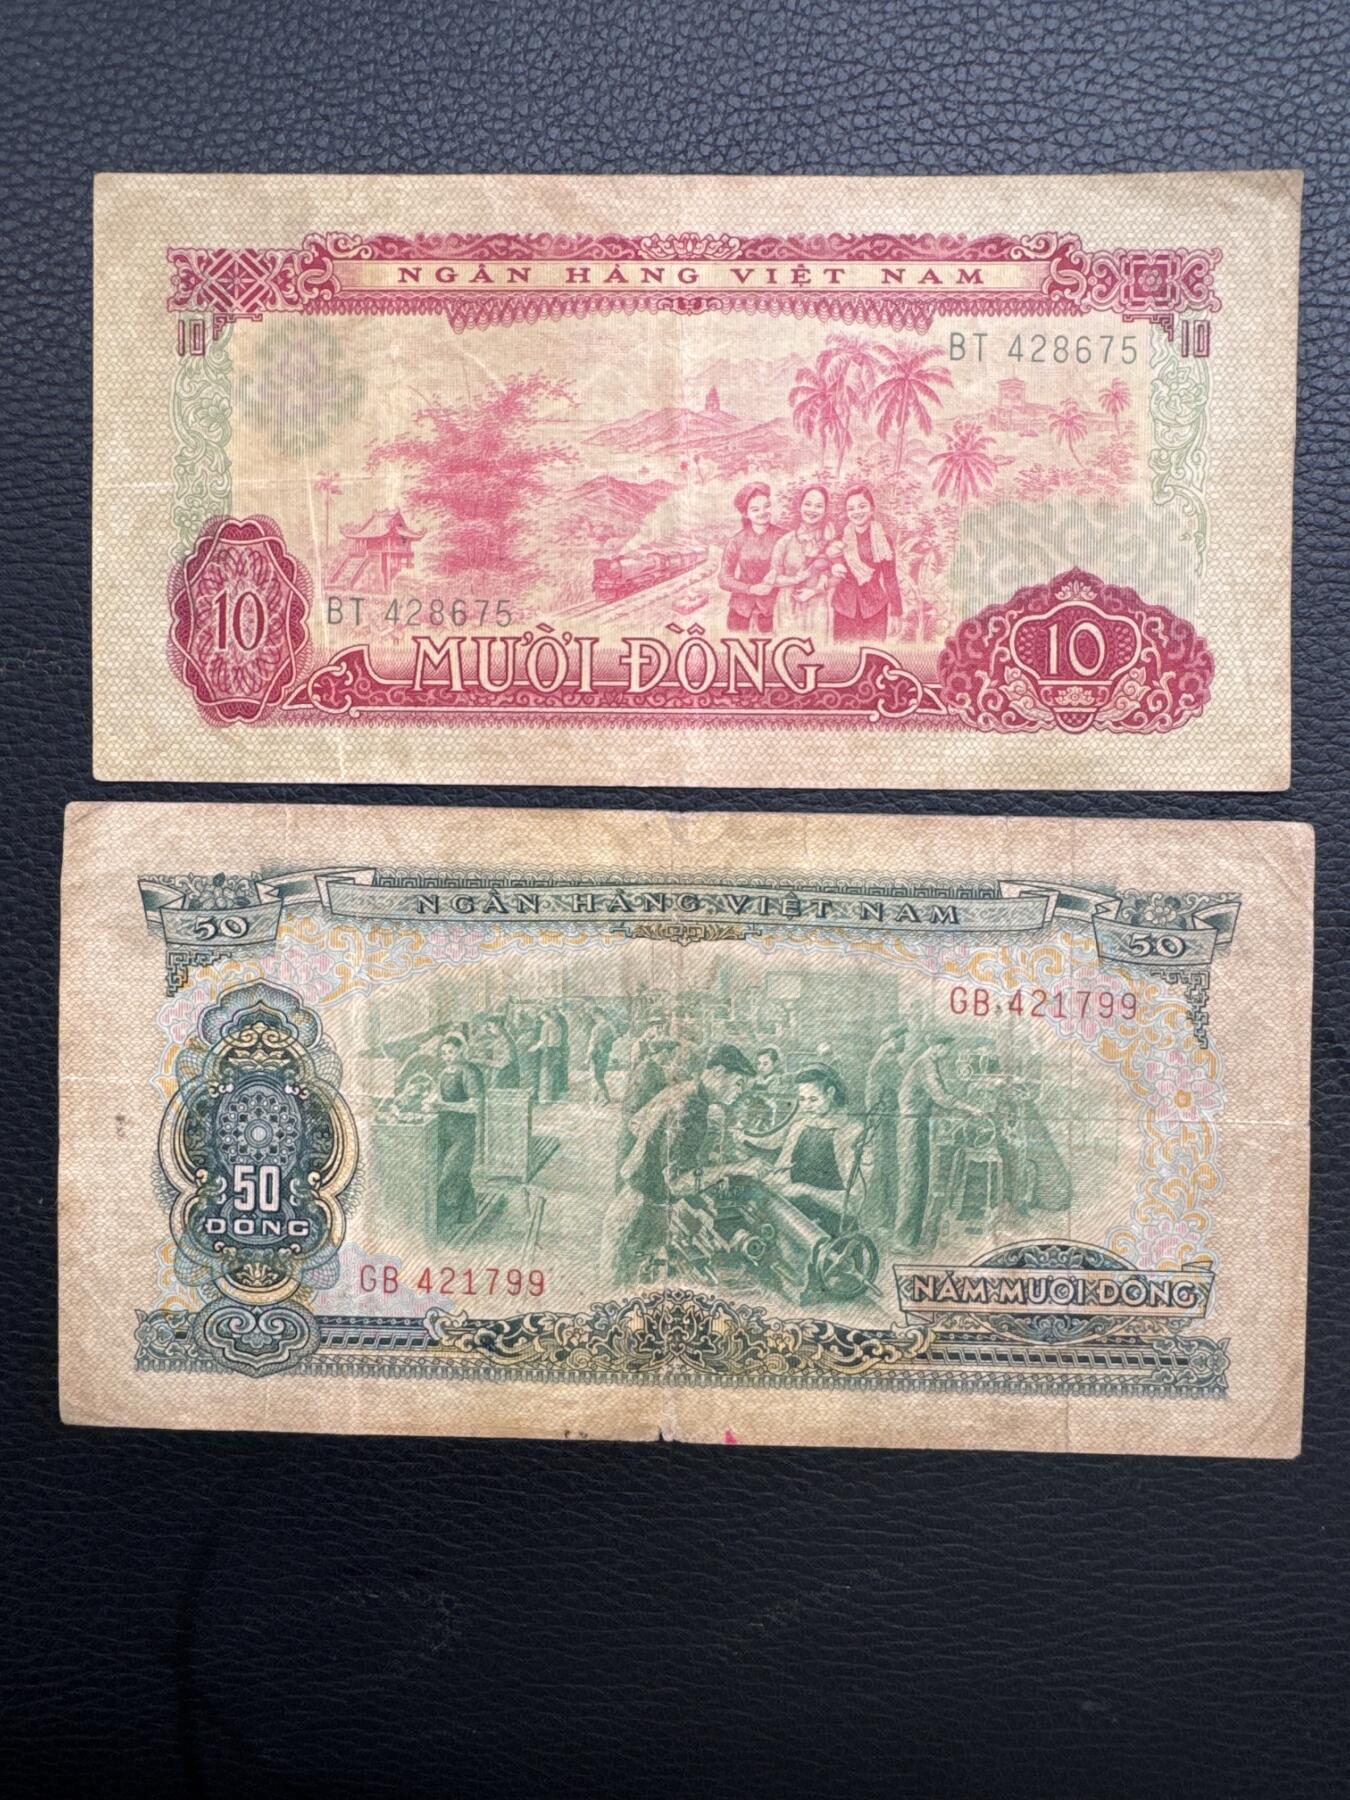 NGÂN HÀNG VIỆT NAM
10
10
BT 428675
10
BT 428675
MƯỜI ĐỒNG
10
NGÂN HÀNG VIỆT NAM
50
50
GB 421799
50
ĐỒNG
GB 421799
NĂM MƯƠI ĐỒNG